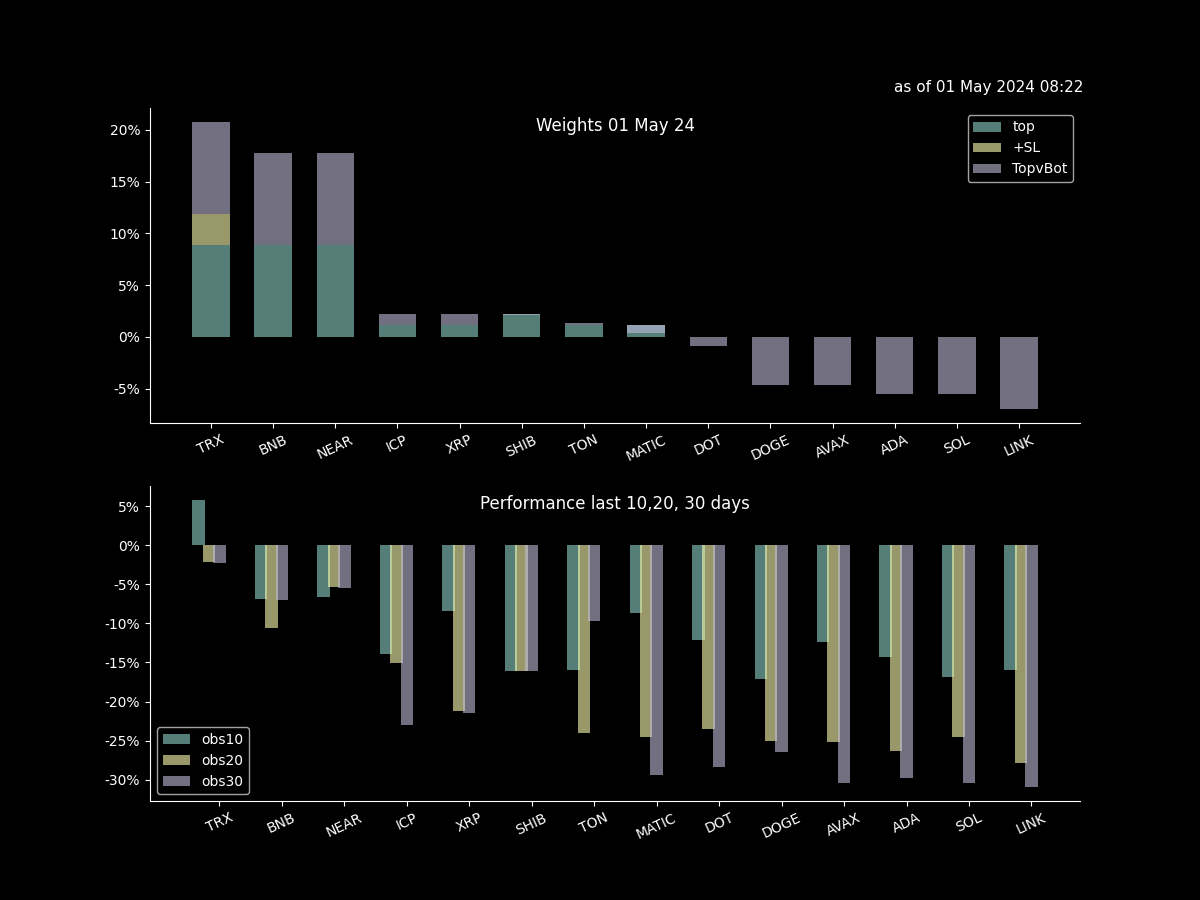 as of 01 May 2024 08:22
Weights 01 May 24
top
+SL
TopvBot
20%
15%
10%
5%
0%
-5%
TRX BNB NEAR ICP XRP SHIB TON MATIC DOT DOGE AVAX ADA SOL LINK
Performance last 10,20, 30 days
5%
0%
-5%
-10%
-15%
-20%
-25%
-30%
obs10
obs20
obs30
TRX BNB NEAR ICP XRP SHIB TON MATIC DOT DOGE AVAX ADA SOL LINK